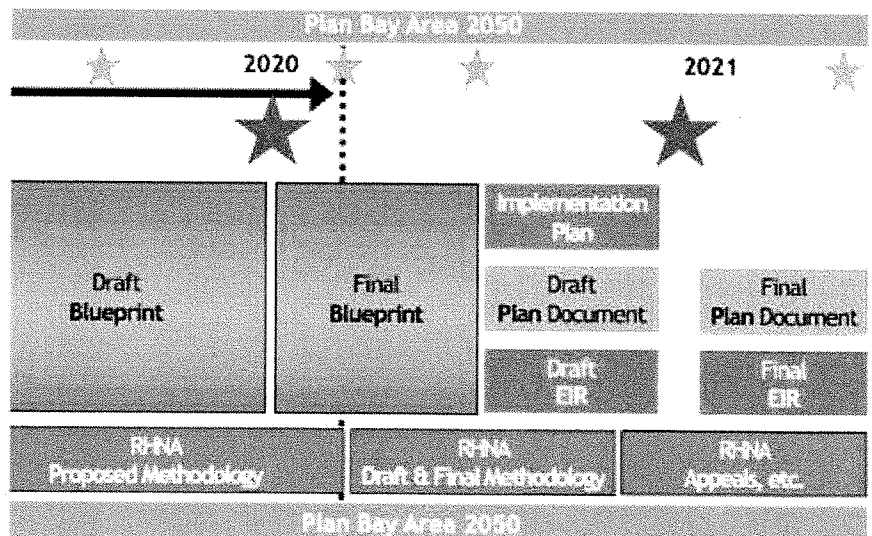 Plan Bay Area 2050
2020
2021
Implementation
Plan
Draft
Blueprint
Final
Blueprint
Draft
Plan Document
Final
Plan Document
Draft
EIR
Final
EIR
RHNA
Proposed Methodology
RHNA
Draft & Final Methodology
RHNA
Appeals, etc.
Plan Bay Area 2050